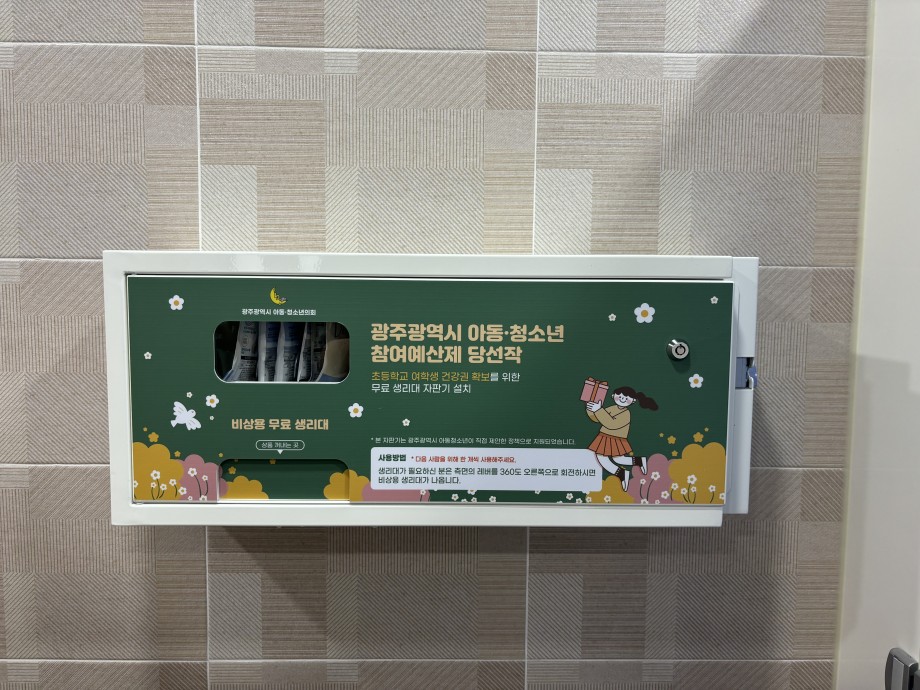 광주광역시 아동·청소년의회
비상용 무료 생리대
상품 꺼내는 곳
광주광역시 아동·청소년
참여예산제 당선작
초등학교 여학생 건강권 확보를 위한
무료 생리대 자판기 설치
* 본 자판기는 광주광역시 아동청소년이 직접 제안한 정책으로 지원되었습니다.
사용방법 * 다음 사람을 위해 한 개씩 사용해주세요.
생리대가 필요하신 분은 측면의 레버를 360도 오른쪽으로 회전하시면
비상용 생리대가 나옵니다.